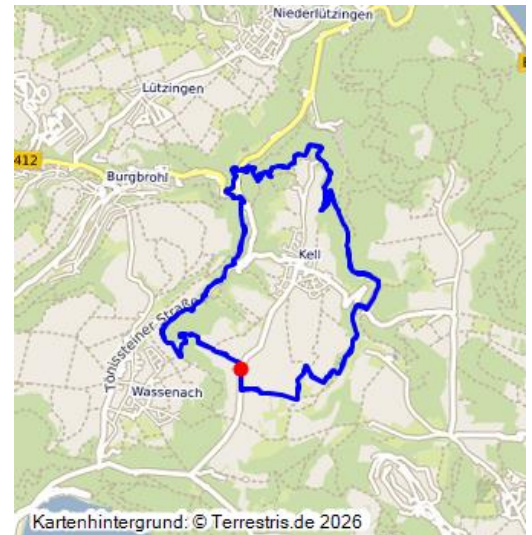 Niederlützingen
Lützingen
412
Burgbrohl
Kell
Tönissteiner Straße
Wassenach
Kartenhintergrund: © Terrestris.de 2026